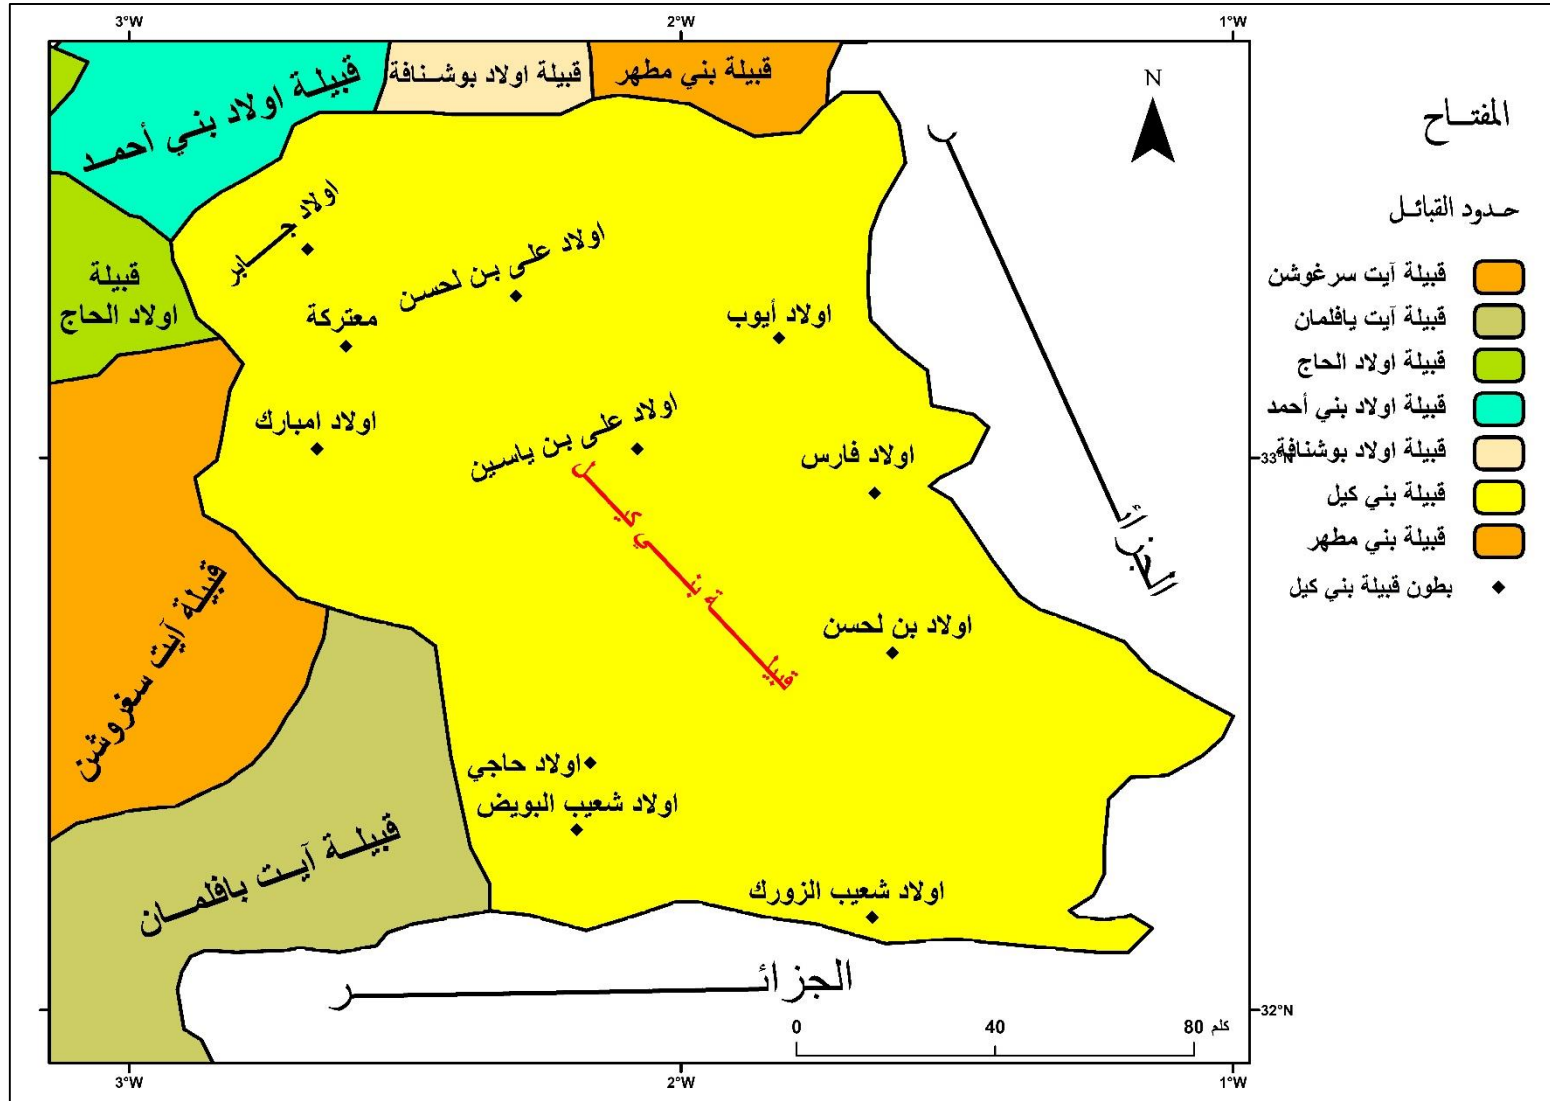 3°W
2°W
1°W
قبيلة اولاد بني أحمد
قبيلة اولاد بوشنافة
قبيلة بني مطهر
N
المفتاح
حدود القبائل
قبيلة آيت سرغوشن
قبيلة آيت يافلمان
قبيلة اولاد الحاج
قبيلة اولاد بني أحمد
قبيلة اولاد بوشنافة
قبيلة بني كيل
قبيلة بني مطهر
بطون قبيلة بني كيل
اولاد جابر
اولاد على بن لحسن
قبيلة
اولاد الحاج
معتركة
اولاد أيوب
اولاد امبارك
اولاد على بن ياسين
اولاد فارس
33°N
الجزائر
قبيلة بني كيل
قبيلة آيت سغروشن
اولاد بن لحسن
اولاد حاجي
اولاد شعيب البويض
قبيلة آيت يافلمان
اولاد شعيب الزورك
الجزائر
32°N
0
40
80 كلم
3°W
2°W
1°W